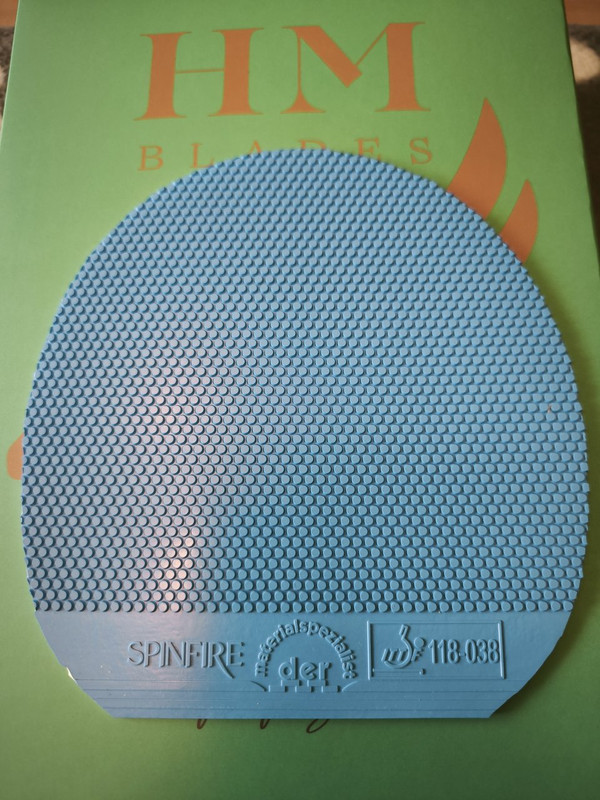 HM
BLADES
SPINFIRE
der materialspezialist
118-038